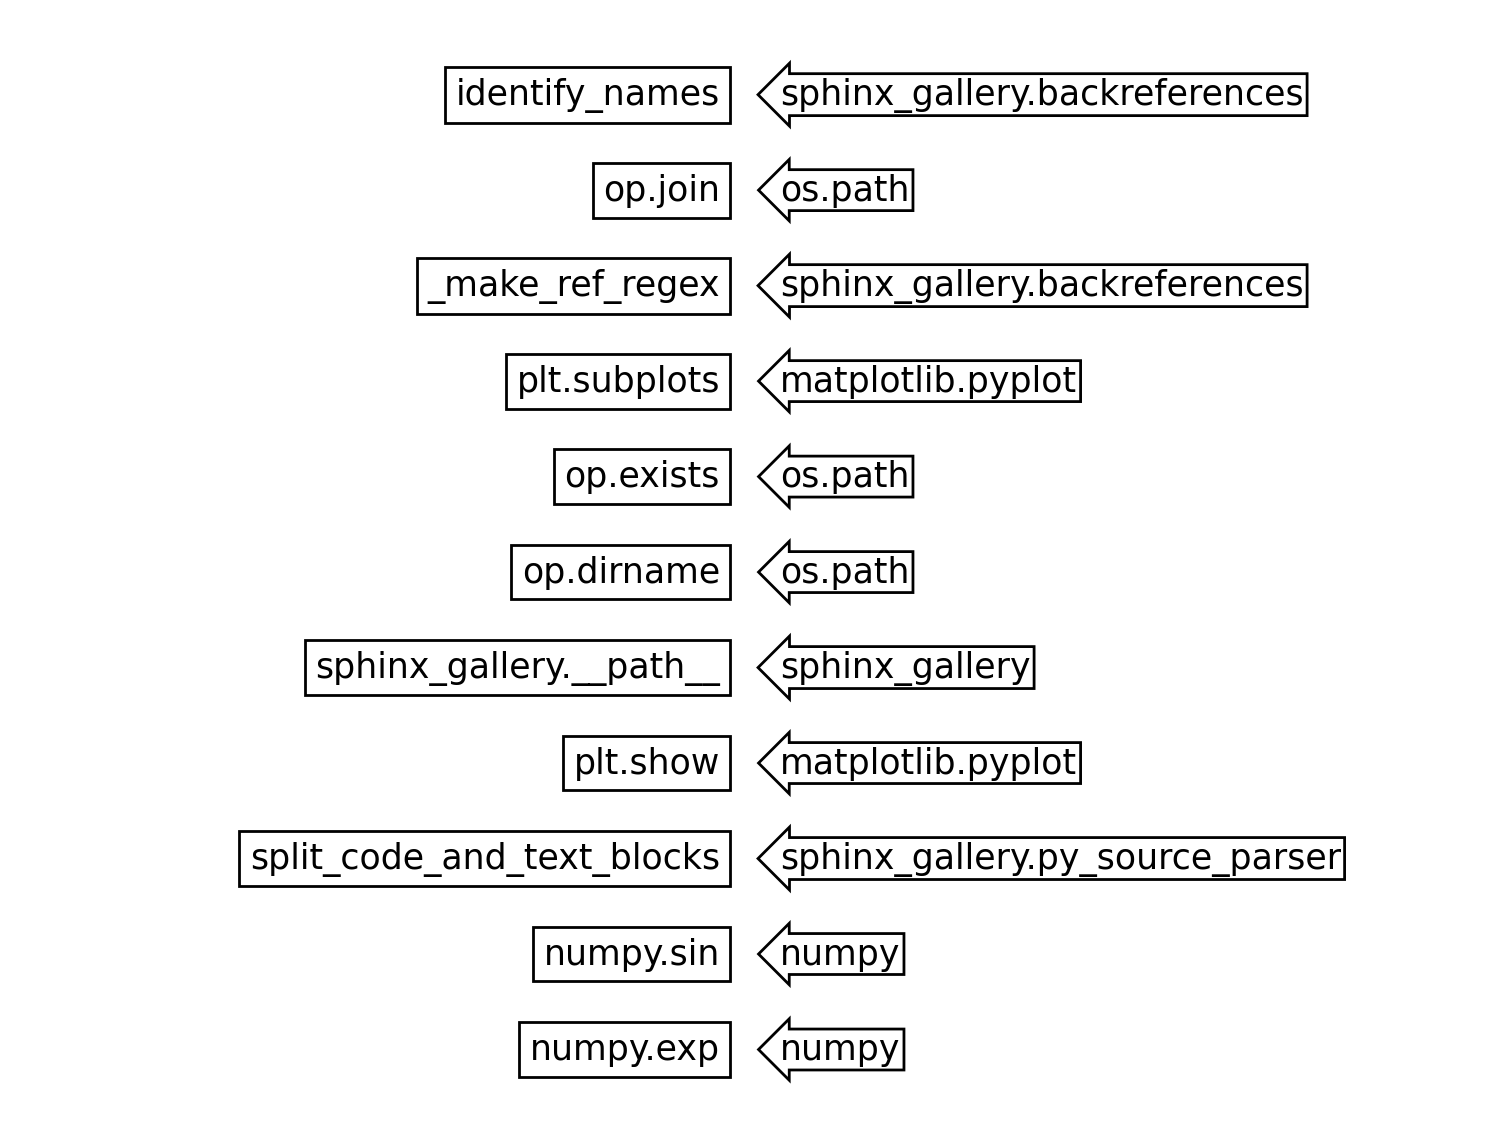 identify_names sphinx_gallery.backreferences
op.join os.path
_make_ref_regex sphinx_gallery.backreferences
plt.subplots matplotlib.pyplot
op.exists os.path
op.dirname os.path
sphinx_gallery.__path__ sphinx_gallery
plt.show matplotlib.pyplot
split_code_and_text_blocks sphinx_gallery.py_source_parser
numpy.sin numpy
numpy.exp numpy